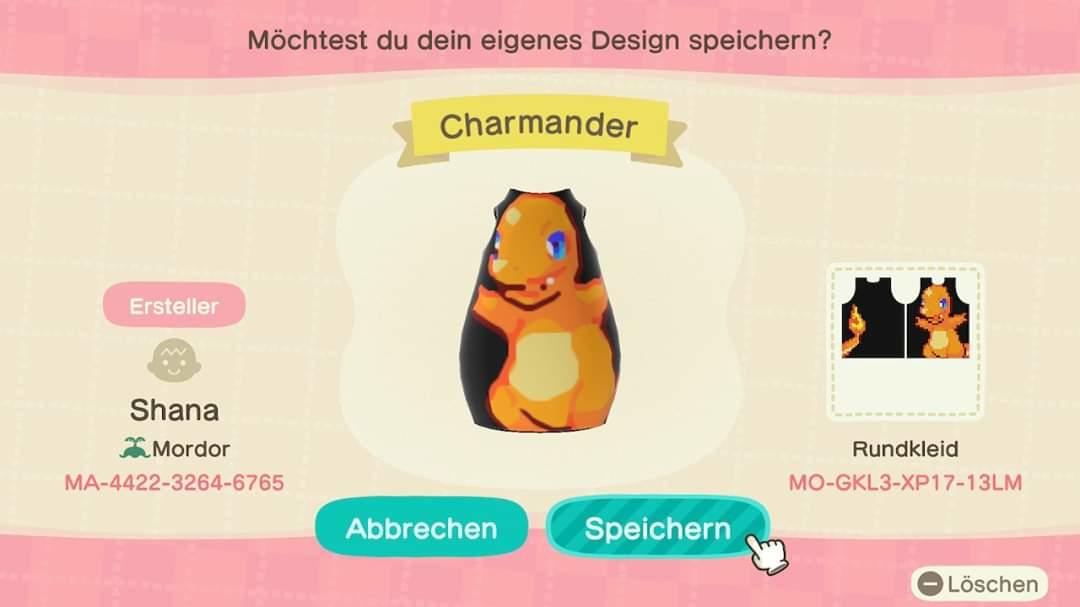 Möchtest du dein eigenes Design speichern?
Charmander
Ersteller
Shana
Mordor
MA-4422-3264-6765
Rundkleid
MO-GKL3-XP17-13LM
Abbrechen
Speichern
Löschen